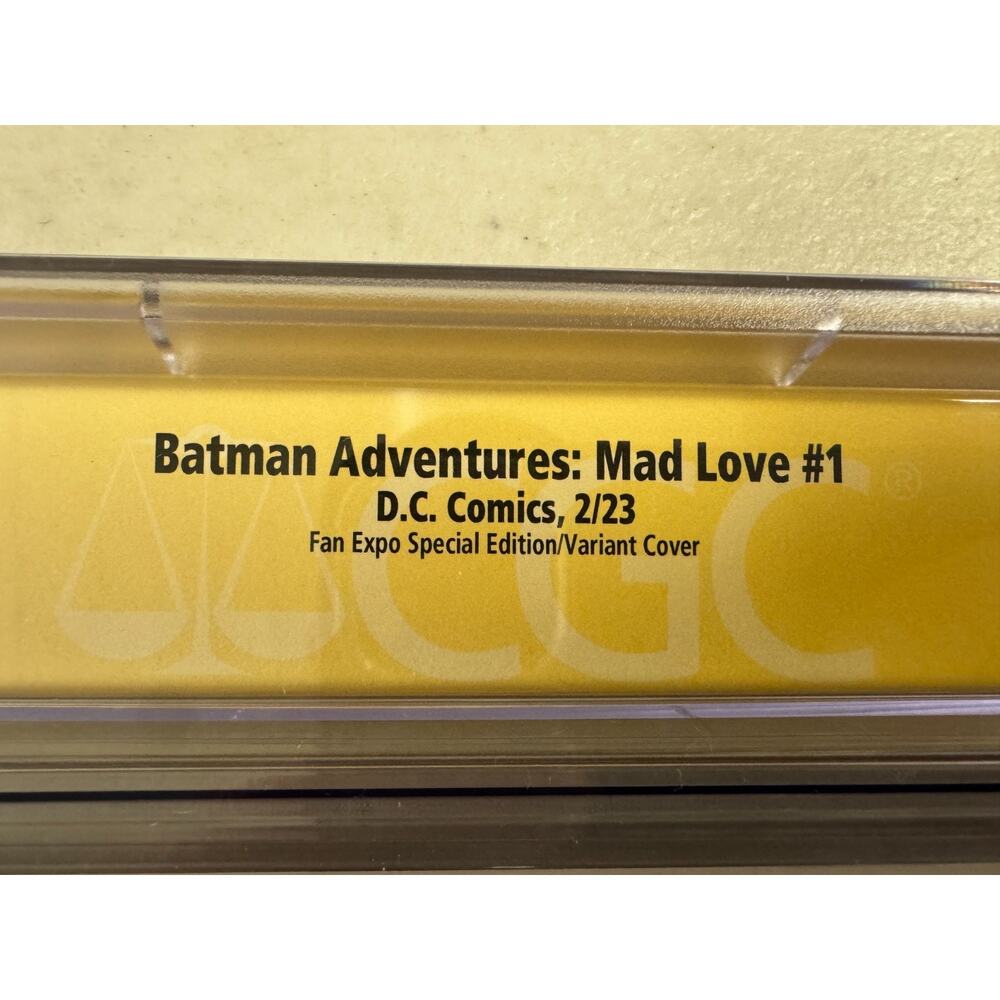 Batman Adventures: Mad Love #1
D.C. Comics, 2/23
Fan Expo Special Edition/Variant Cover
CGC®